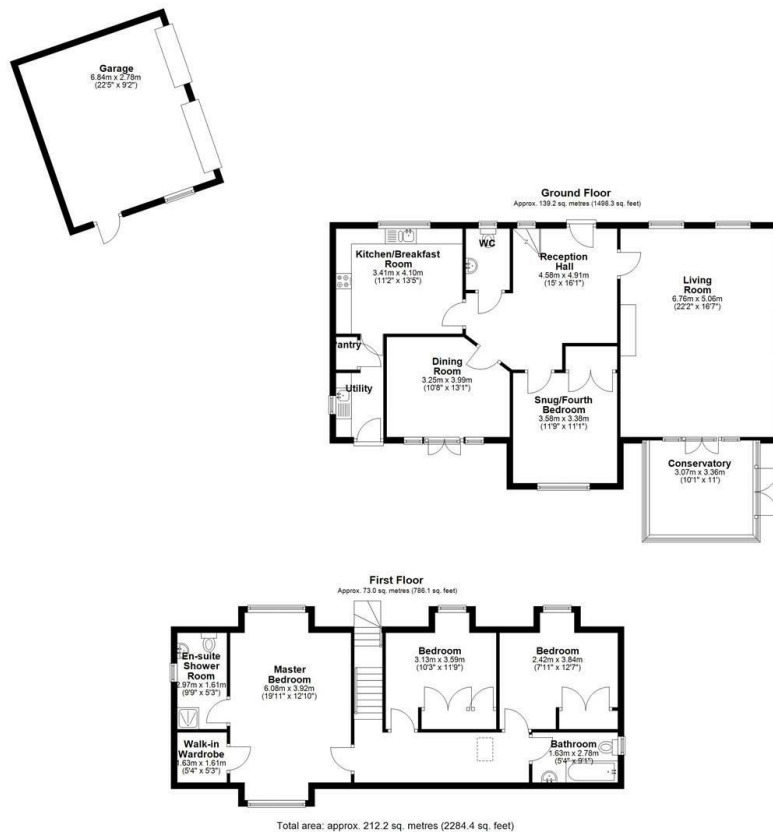 Garage
6.84m x 2.78m
(22'5" x 9'2")
Ground Floor
Approx. 139.2 sq. metres (1498.3 sq. feet)
Kitchen/Breakfast
Room
3.41m x 4.10m
(11'2" x 13'5")
WC
Reception
Hall
4.58m x 4.91m
(15' x 16'1")
Living
Room
6.76m x 5.06m
(22'2" x 16'7")
Pantry
Utility
Dining
Room
3.25m x 3.99m
(10'8" x 13'1")
Snug/Fourth
Bedroom
3.58m x 3.38m
(11'9" x 11'1")
Conservatory
3.07m x 3.36m
(10'1" x 11')
First Floor
Approx. 73.0 sq. metres (786.1 sq. feet)
En-suite
Shower
Room
2.97m x 1.61m
(9'9" x 5'3")
Master
Bedroom
6.08m x 3.92m
(19'11" x 12'10")
Bedroom
3.13m x 3.59m
(10'3" x 11'9")
Bedroom
2.42m x 3.84m
(7'11" x 12'7")
Walk-in
Wardrobe
1.63m x 1.61m
(5'4" x 5'3")
Bathroom
1.63m x 2.78m
(5'4" x 9'1")
Total area: approx. 212.2 sq. metres (2284.4 sq. feet)